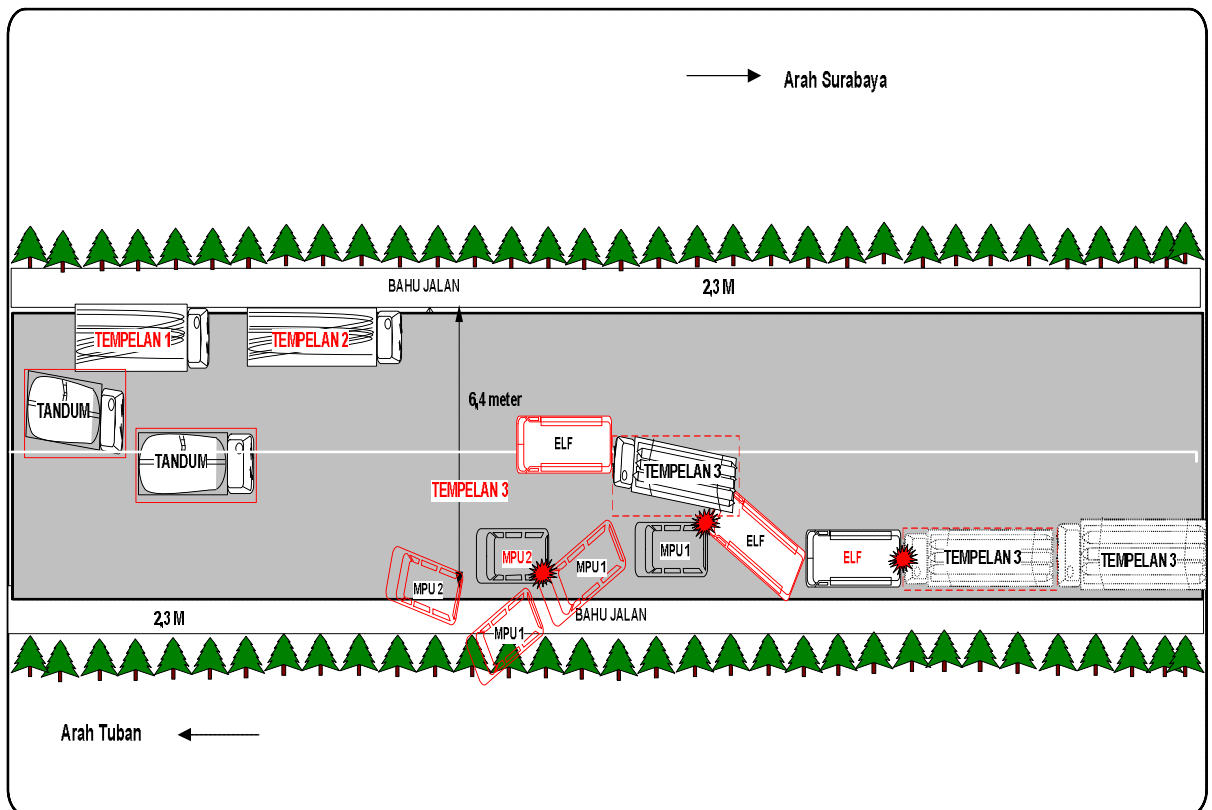 Arah Surabaya
BAHU JALAN
2,3 M
TEMPELAN 1
TEMPELAN 2
TANDUM
TANDUM
6,4 meter
ELF
TEMPELAN 3
TEMPELAN 3
MPU 2
MPU 1
MPU1
ELF
ELF
TEMPELAN 3
TEMPELAN 3
MPU 2
2,3 M
MPU 1
BAHU JALAN
Arah Tuban